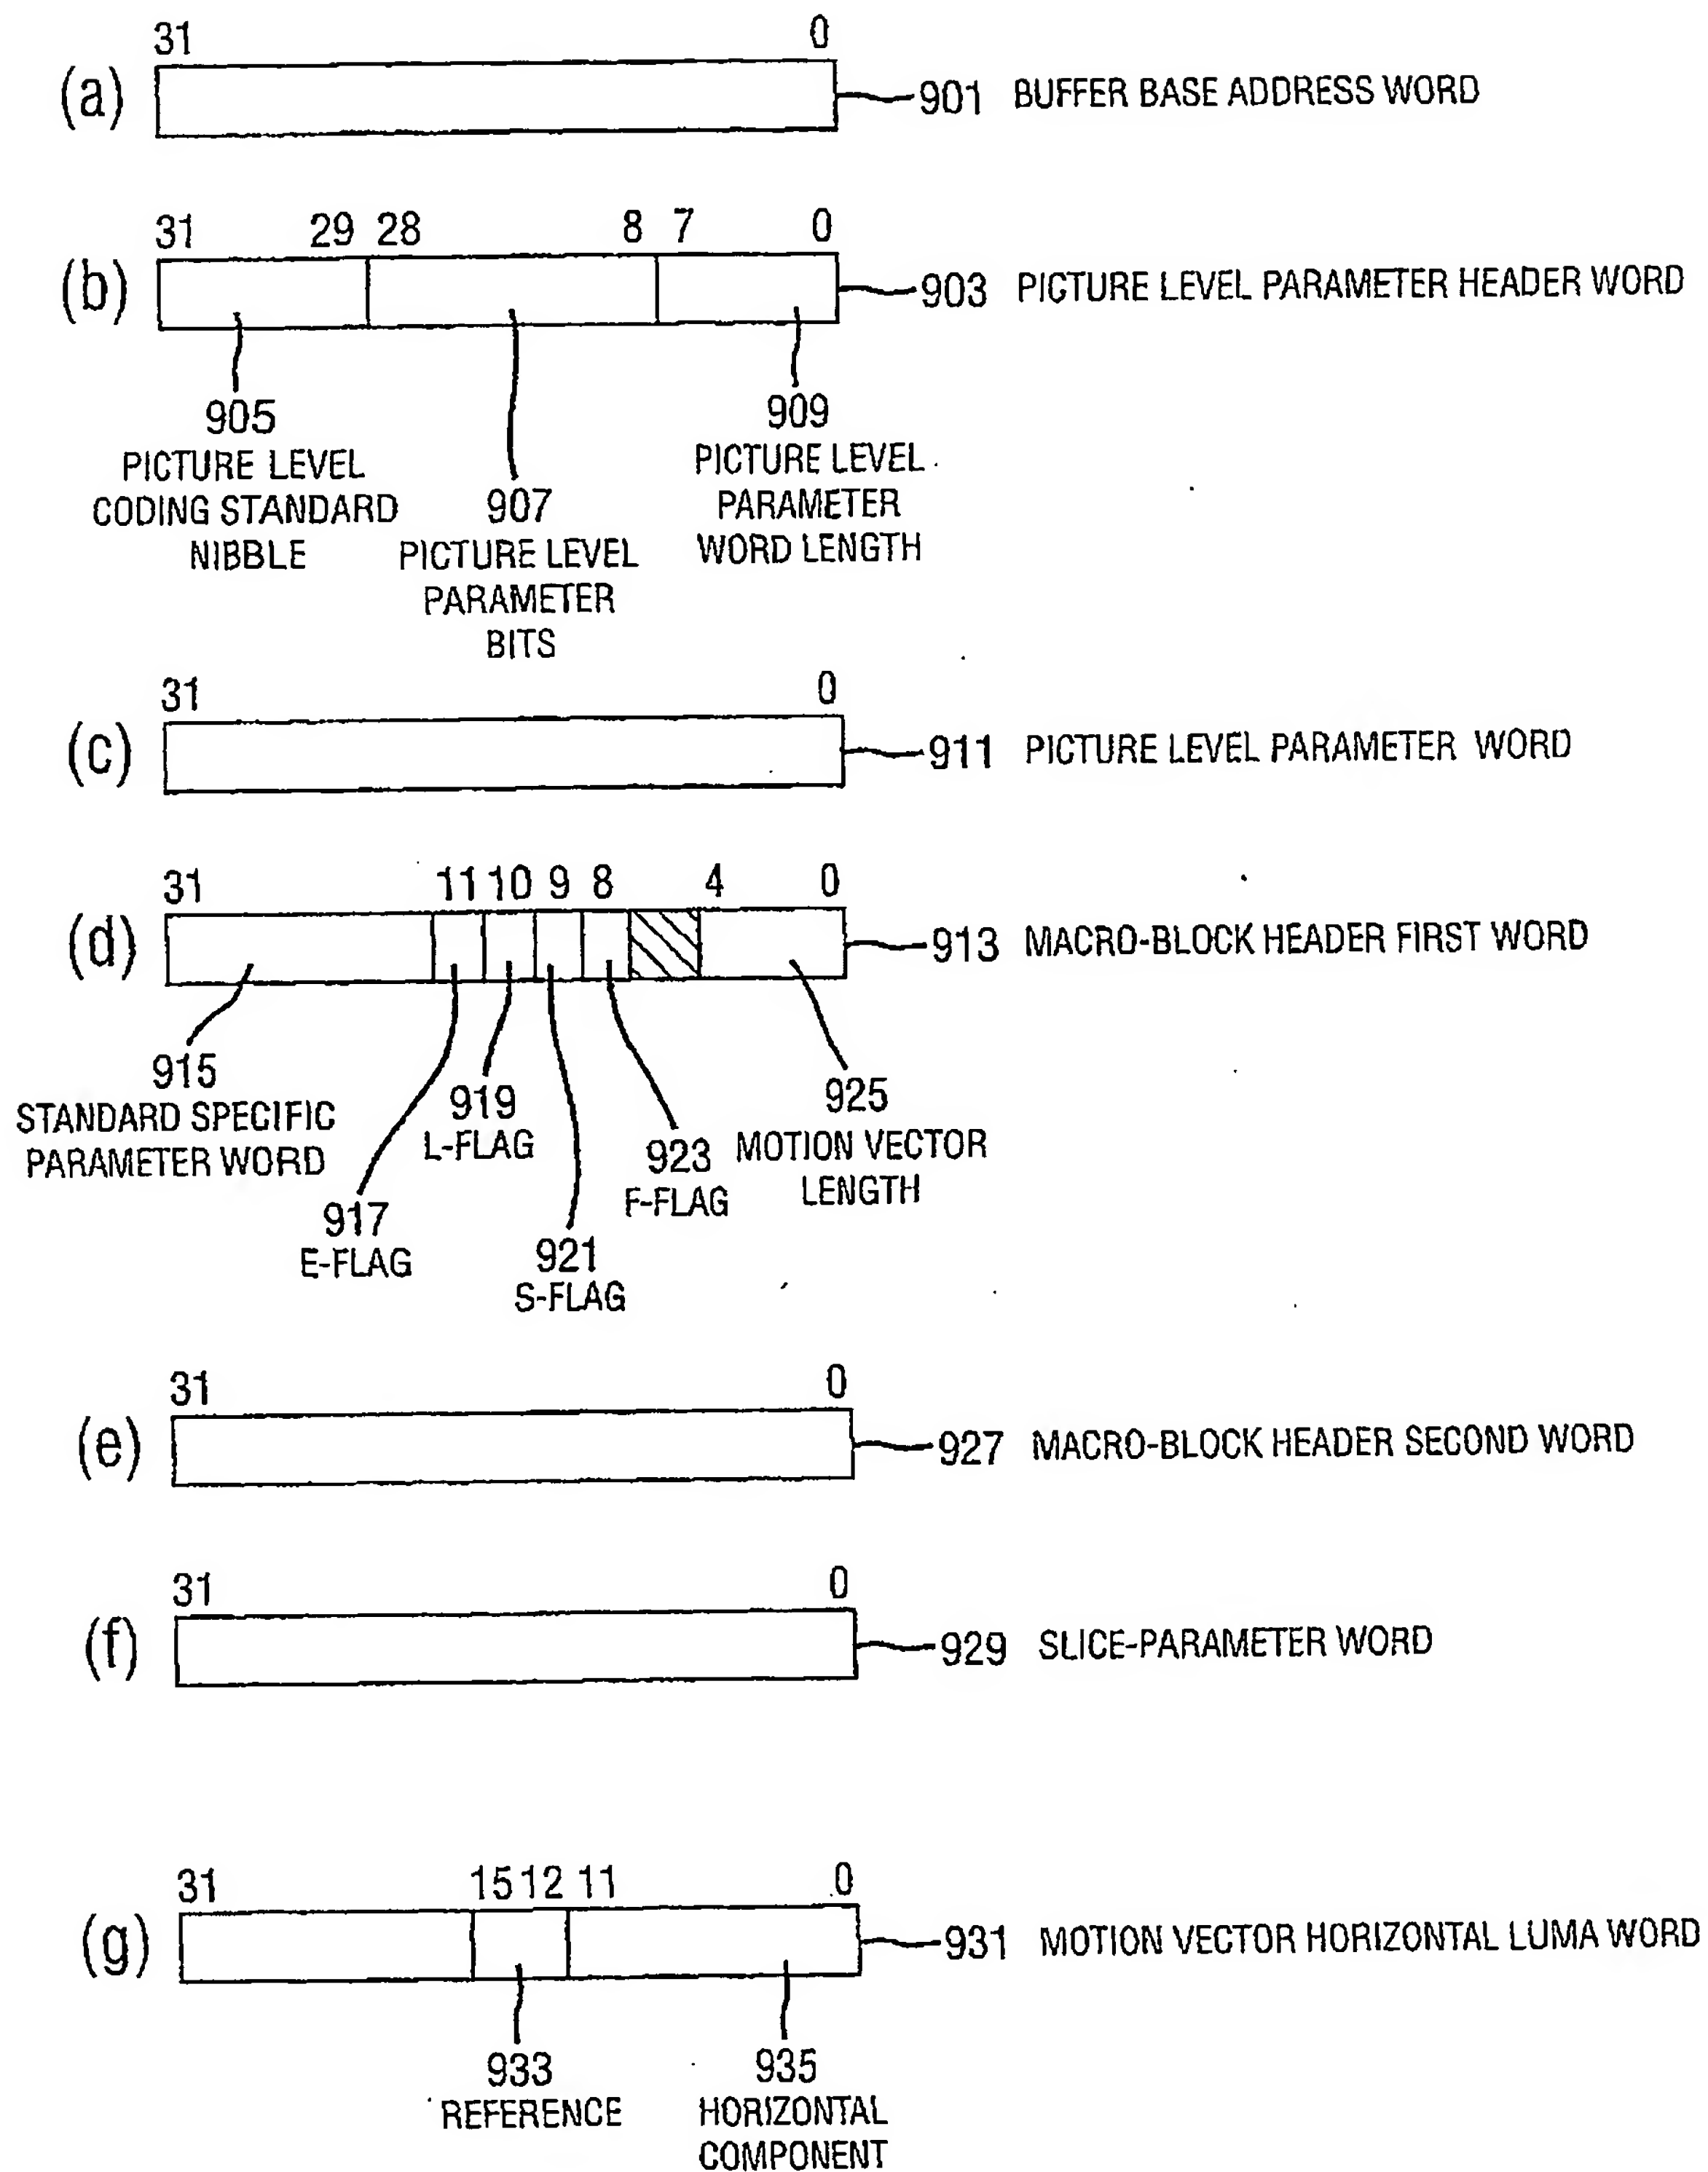 31 0
(a) 901 BUFFER BASE ADDRESS WORD
31 29 28 8 7 0
(b) 903 PICTURE LEVEL PARAMETER HEADER WORD
905
PICTURE LEVEL
CODING STANDARD
NIBBLE
907
PICTURE LEVEL
PARAMETER
BITS
909
PICTURE LEVEL
PARAMETER
WORD LENGTH
31 0
(c) 911 PICTURE LEVEL PARAMETER WORD
31 11 10 9 8 4 0
(d) 913 MACRO-BLOCK HEADER FIRST WORD
915
STANDARD SPECIFIC
PARAMETER WORD
917
E-FLAG
919
L-FLAG
921
S-FLAG
923
F-FLAG
925
MOTION VECTOR
LENGTH
31 0
(e) 927 MACRO-BLOCK HEADER SECOND WORD
31 0
(f) 929 SLICE-PARAMETER WORD
31 15 12 11 0
(g) 931 MOTION VECTOR HORIZONTAL LUMA WORD
933
REFERENCE
935
HORIZONTAL
COMPONENT